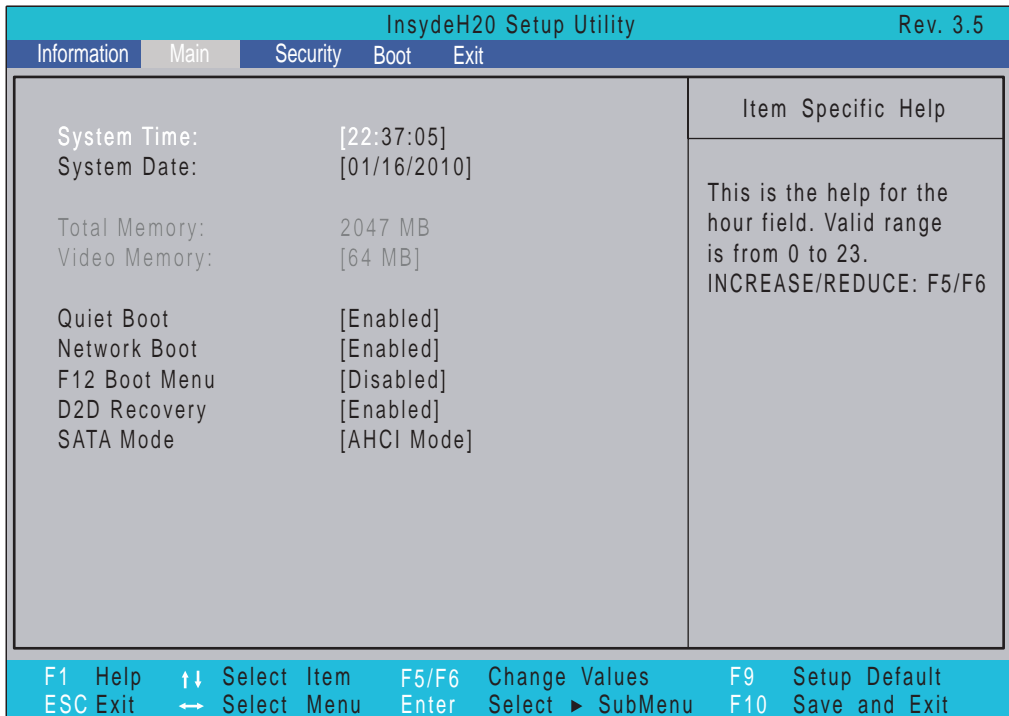 InsydeH20 Setup Utility Rev. 3.5
Information Main Security Boot Exit
System Time: [22:37:05]
System Date: [01/16/2010]
Total Memory: 2047 MB
Video Memory: [64 MB]
Quiet Boot [Enabled]
Network Boot [Enabled]
F12 Boot Menu [Disabled]
D2D Recovery [Enabled]
SATA Mode [AHCI Mode]
Item Specific Help
This is the help for the
hour field. Valid range
is from 0 to 23.
INCREASE/REDUCE: F5/F6
F1 Help ↑↓ Select Item F5/F6 Change Values F9 Setup Default
ESC Exit ↔ Select Menu Enter Select ► SubMenu F10 Save and Exit